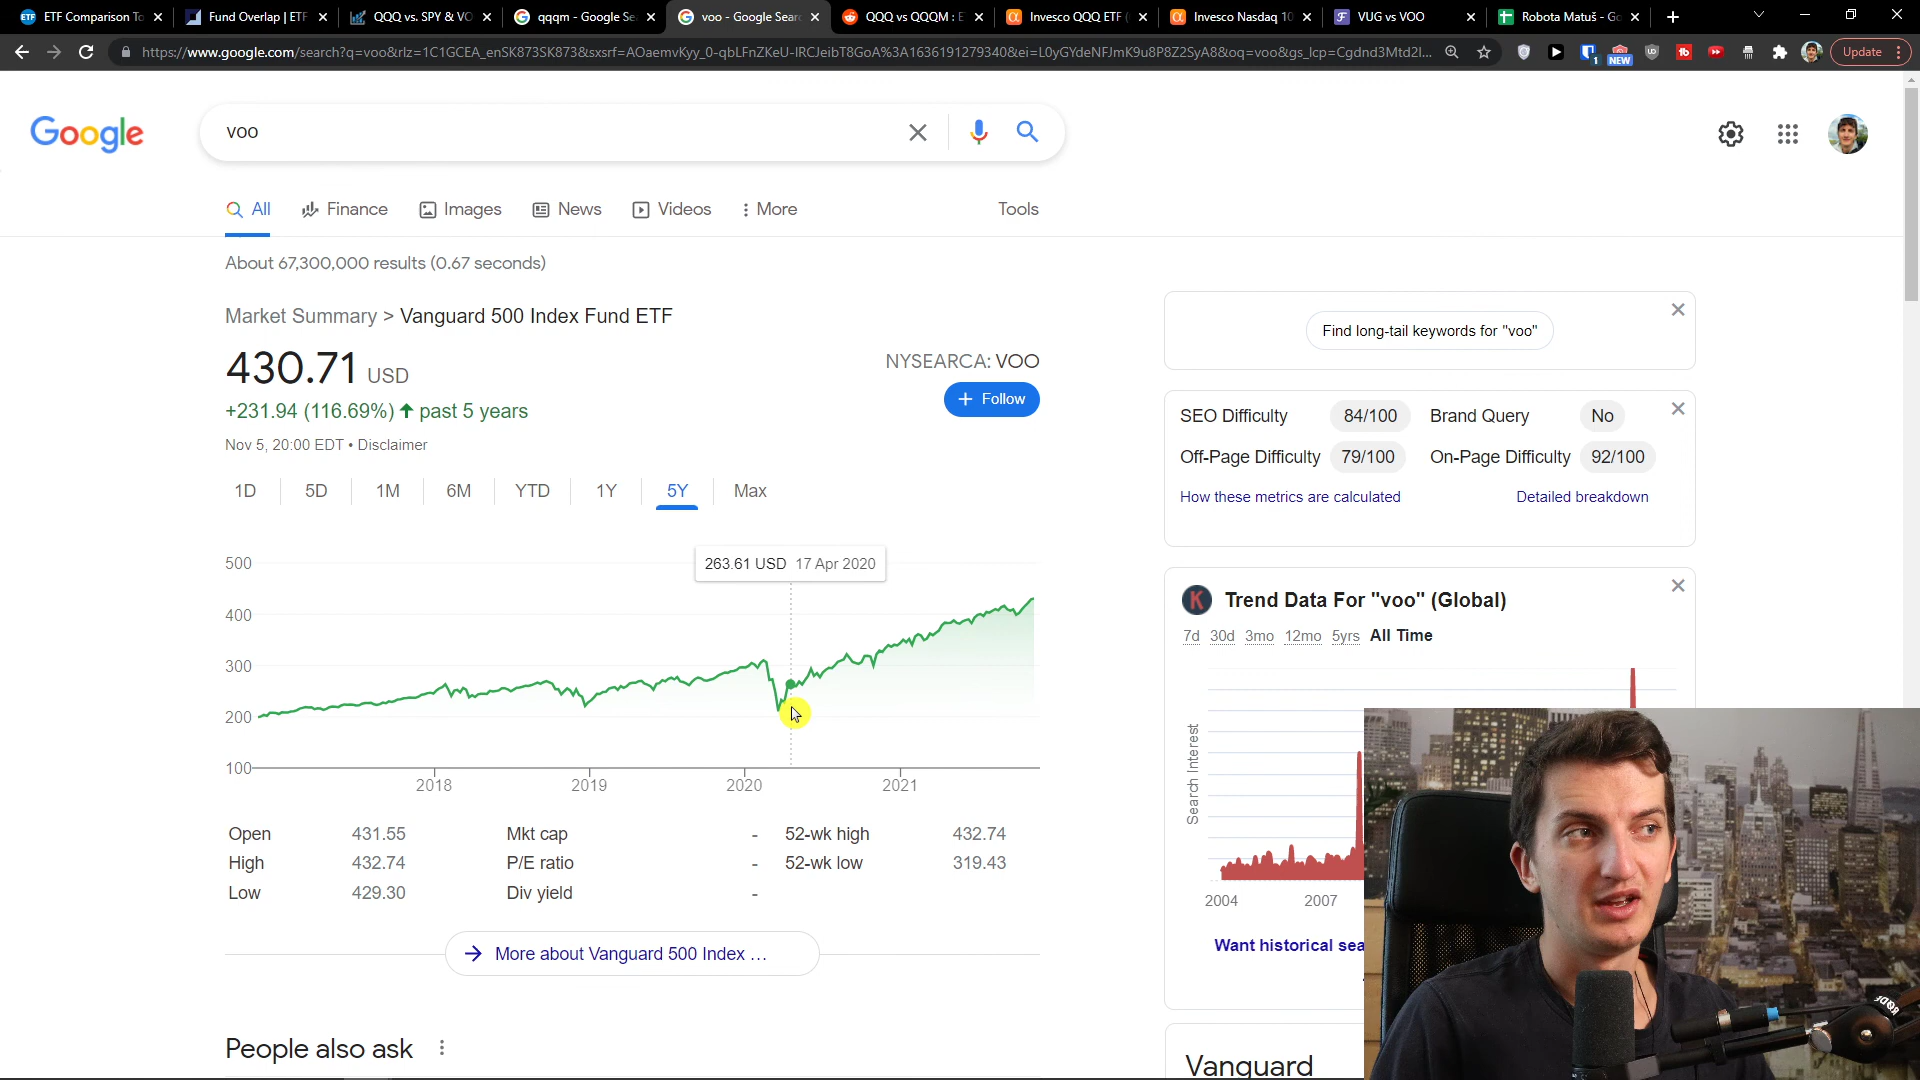 ETF Comparison To
Fund Overlap | ETF
QQQ vs. SPY & VO
qqqm - Google Se
voo - Google Sear
QQQ vs QQQM : E
Invesco QQQ ETF (
Invesco Nasdaq 10
VUG vs VOO
Robota Matuš - Go
https://www.google.com/search?q=voo&rlz=1C1GCEA_enSK873SK873&sxsrf=AOaemvKyy_0-qbLFnZKeU-IRCJeibT8GoA%3A1636191279340&ei=L0yGYdeNFJmK9u8P8Z2SyA8&oq=voo&gs_lcp=Cgdnd3Mtd2l...
1
NEW
Update
Google
voo
All
Finance
Images
News
Videos
More
Tools
About 67,300,000 results (0.67 seconds)
Market Summary > Vanguard 500 Index Fund ETF
430.71 USD
NYSEARCA: VOO
+231.94 (116.69%) past 5 years
+ Follow
Nov 5, 20:00 EDT • Disclaimer
1D
5D
1M
6M
YTD
1Y
5Y
Max
263.61 USD 17 Apr 2020
500
400
300
200
100
2018
2019
2020
2021
Open 431.55
Mkt cap -
52-wk high 432.74
High 432.74
P/E ratio -
52-wk low 319.43
Low 429.30
Div yield -
More about Vanguard 500 Index ...
People also ask
Find long-tail keywords for "voo"
SEO Difficulty 84/100
Brand Query No
Off-Page Difficulty 79/100
On-Page Difficulty 92/100
How these metrics are calculated
Detailed breakdown
K
Trend Data For "voo" (Global)
7d 30d 3mo 12mo 5yrs All Time
Search Interest
2004
2007
Want historical sea
Vanguard
RØDE